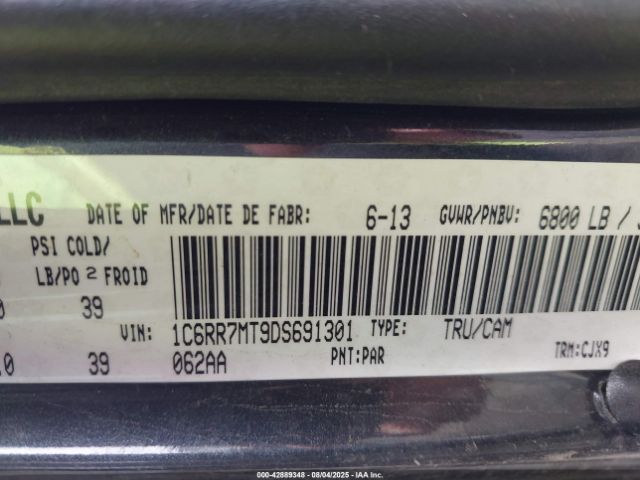 LLC DATE OF MFR/DATE DE FABR: 6-13 GVWR/PNBV: 6800 LB /
PSI COLD/
LB/PO 2 FROID
0 39
VIN: 1C6RR7MT9DS691301 TYPE: TRU/CAM
.0 39 062AA PNT:PAR TRM:CJX9
000-42889348 - 08/04/2025 - IAA Inc.